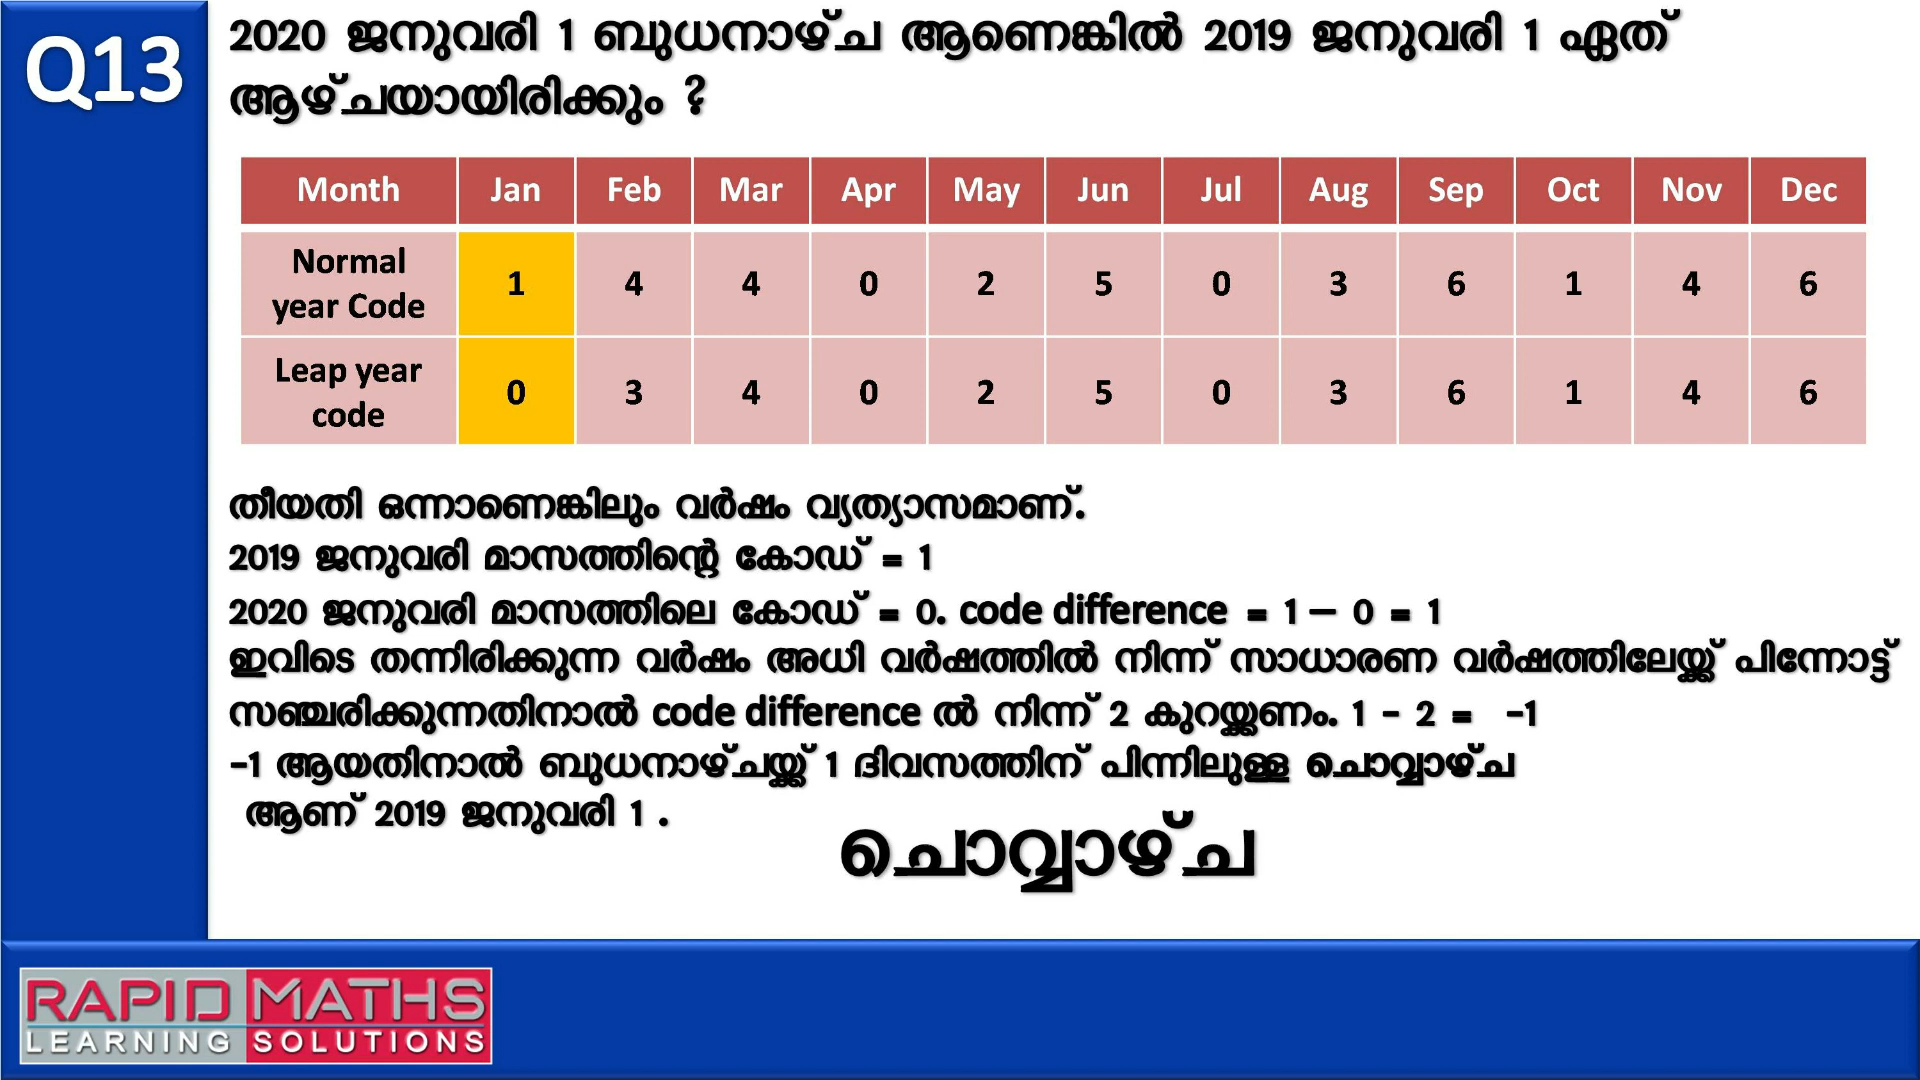 Q13
2020 ജനുവരി 1 ബുധനാഴ്ച ആണെങ്കിൽ 2019 ജനുവരി 1 ഏത്
ആഴ്ചയായിരിക്കും ?
Month Jan Feb Mar Apr May Jun Jul Aug Sep Oct Nov Dec
Normal
year Code 1 4 4 0 2 5 0 3 6 1 4 6
Leap year
code 0 3 4 0 2 5 0 3 6 1 4 6
തീയതി ഒന്നാണെങ്കിലും വർഷം വ്യത്യാസമാണ്.
2019 ജനുവരി മാസത്തിന്റെ കോഡ് = 1
2020 ജനുവരി മാസത്തിലെ കോഡ് = 0. code difference = 1 – 0 = 1
ഇവിടെ തന്നിരിക്കുന്ന വർഷം അധി വർഷത്തിൽ നിന്ന് സാധാരണ വർഷത്തിലേയ്ക്ക് പിന്നോട്ട്
സഞ്ചരിക്കുന്നതിനാൽ code difference ൽ നിന്ന് 2 കുറയ്ക്കണം. 1 - 2 = -1
-1 ആയതിനാൽ ബുധനാഴ്ചയ്ക്ക് 1 ദിവസത്തിന് പിന്നിലുള്ള ചൊവ്വാഴ്ച
ആണ് 2019 ജനുവരി 1 .
ചൊവ്വാഴ്ച
RAPID MATHS
LEARNING SOLUTIONS